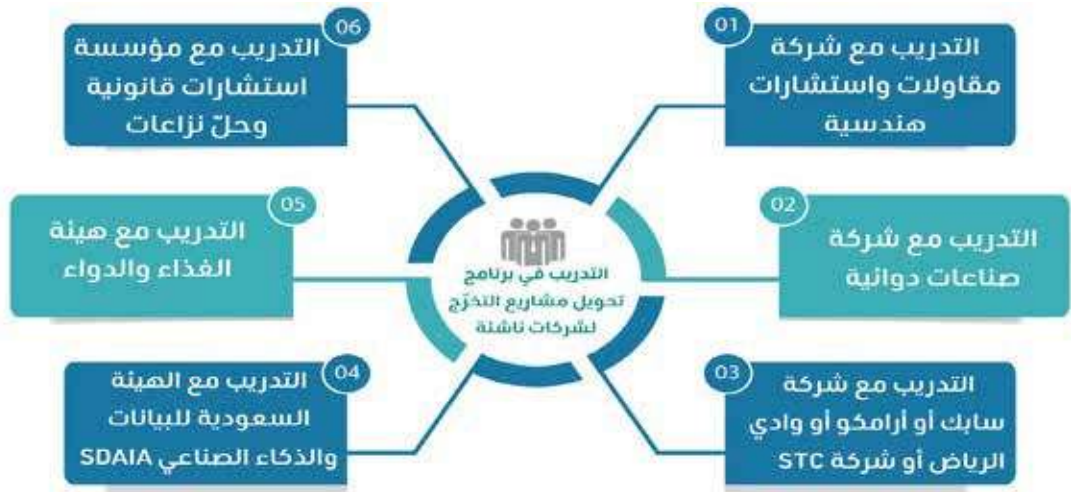 01
التدريب مع شركة
مقاولات واستشارات
هندسية
02
التدريب مع شركة
صناعات دوائية
03
التدريب مع شركة
سابك أو أرامكو أو وادي
الرياض أو شركة STC
04
التدريب مع الهيئة
السعودية للبيانات
والذكاء الصناعي SDAIA
05
التدريب مع هيئة
الغذاء والدواء
06
التدريب مع مؤسسة
استشارات قانونية
وحلّ نزاعات
التدريب في برنامج
تحويل مشاريع التخرّج
لشركات ناشئة